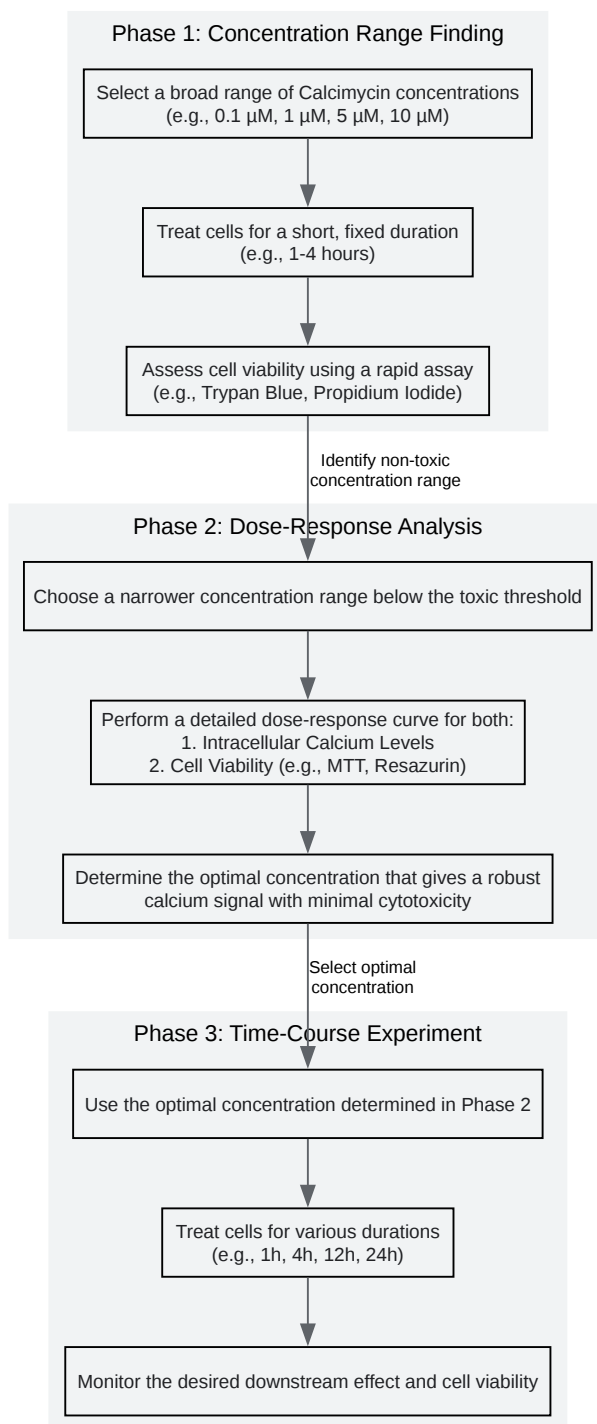 Phase 1: Concentration Range Finding
Select a broad range of Calcimycin concentrations
(e.g., 0.1 µM, 1 µM, 5 µM, 10 µM)
Treat cells for a short, fixed duration
(e.g., 1-4 hours)
Assess cell viability using a rapid assay
(e.g., Trypan Blue, Propidium Iodide)
Identify non-toxic
concentration range
Phase 2: Dose-Response Analysis
Choose a narrower concentration range below the toxic threshold
Perform a detailed dose-response curve for both:
1. Intracellular Calcium Levels
2. Cell Viability (e.g., MTT, Resazurin)
Determine the optimal concentration that gives a robust
calcium signal with minimal cytotoxicity
Select optimal
concentration
Phase 3: Time-Course Experiment
Use the optimal concentration determined in Phase 2
Treat cells for various durations
(e.g., 1h, 4h, 12h, 24h)
Monitor the desired downstream effect and cell viability